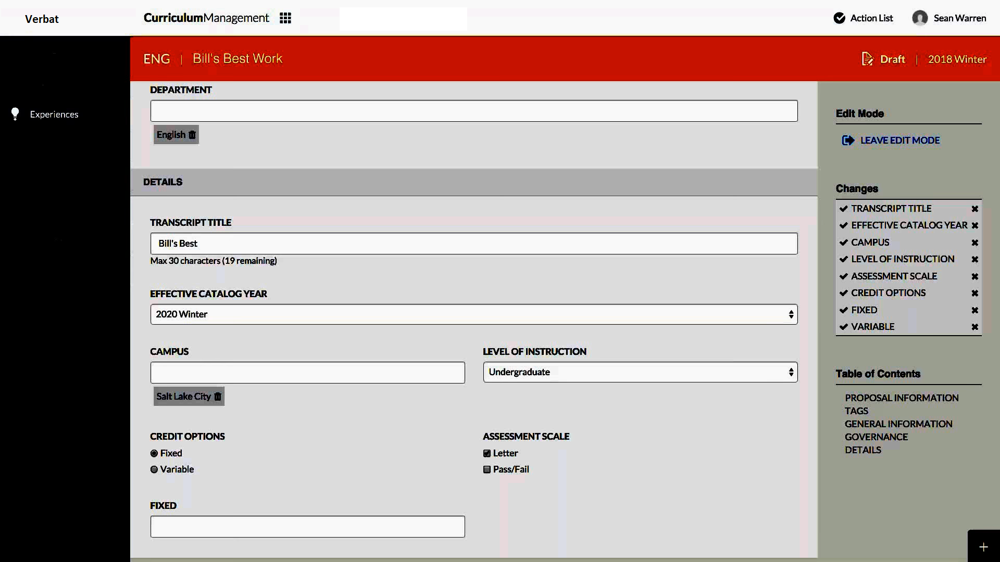 Verbat
CurriculumManagement
Action List
Sean Warren
ENG | Bill's Best Work
Draft | 2018 Winter
Experiences
DEPARTMENT
English
DETAILS
TRANSCRIPT TITLE
Bill's Best
Max 30 characters (19 remaining)
EFFECTIVE CATALOG YEAR
2020 Winter
CAMPUS
Salt Lake City
LEVEL OF INSTRUCTION
Undergraduate
CREDIT OPTIONS
Fixed
Variable
ASSESSMENT SCALE
Letter
Pass/Fail
FIXED
Edit Mode
LEAVE EDIT MODE
Changes
TRANSCRIPT TITLE
EFFECTIVE CATALOG YEAR
CAMPUS
LEVEL OF INSTRUCTION
ASSESSMENT SCALE
CREDIT OPTIONS
FIXED
VARIABLE
Table of Contents
PROPOSAL INFORMATION
TAGS
GENERAL INFORMATION
GOVERNANCE
DETAILS
+